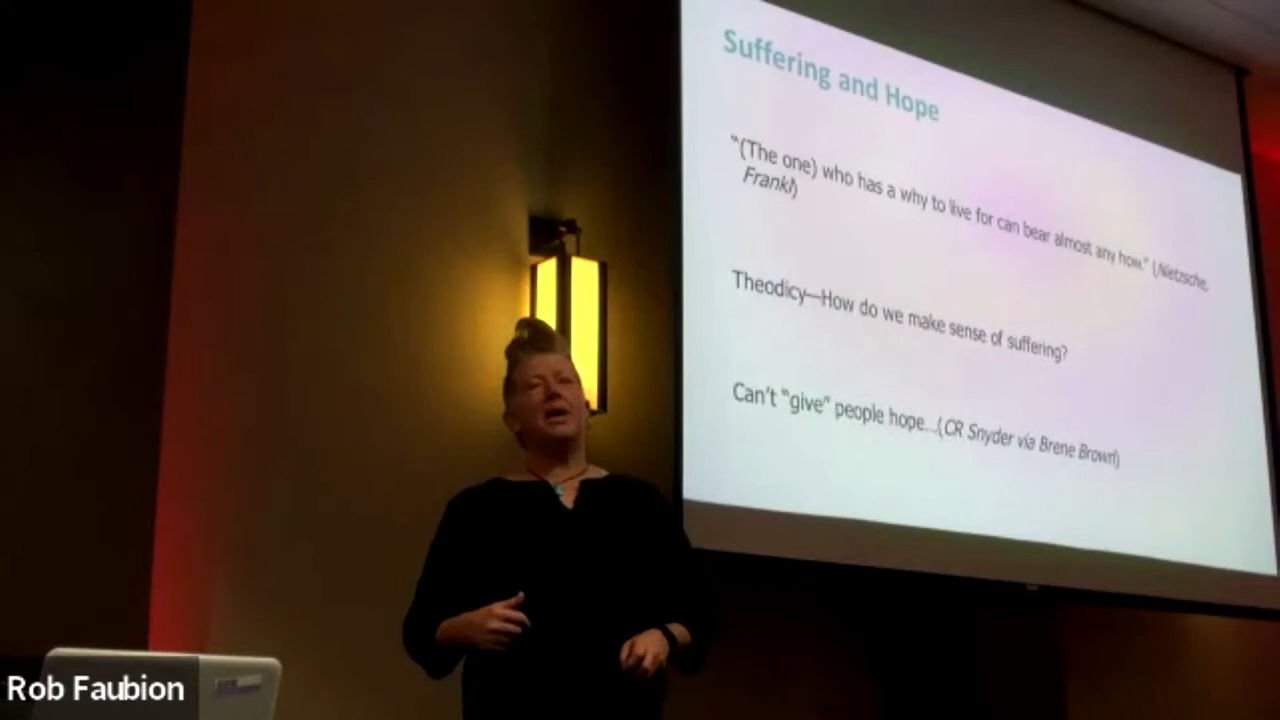 Suffering and Hope
“(The one) who has a why to live for can bear almost any how.” (Nietzsche,
Frankl)
Theodicy—How do we make sense of suffering?
Can't “give” people hope...(CR Snyder via Brene Brown)
Rob Faubion